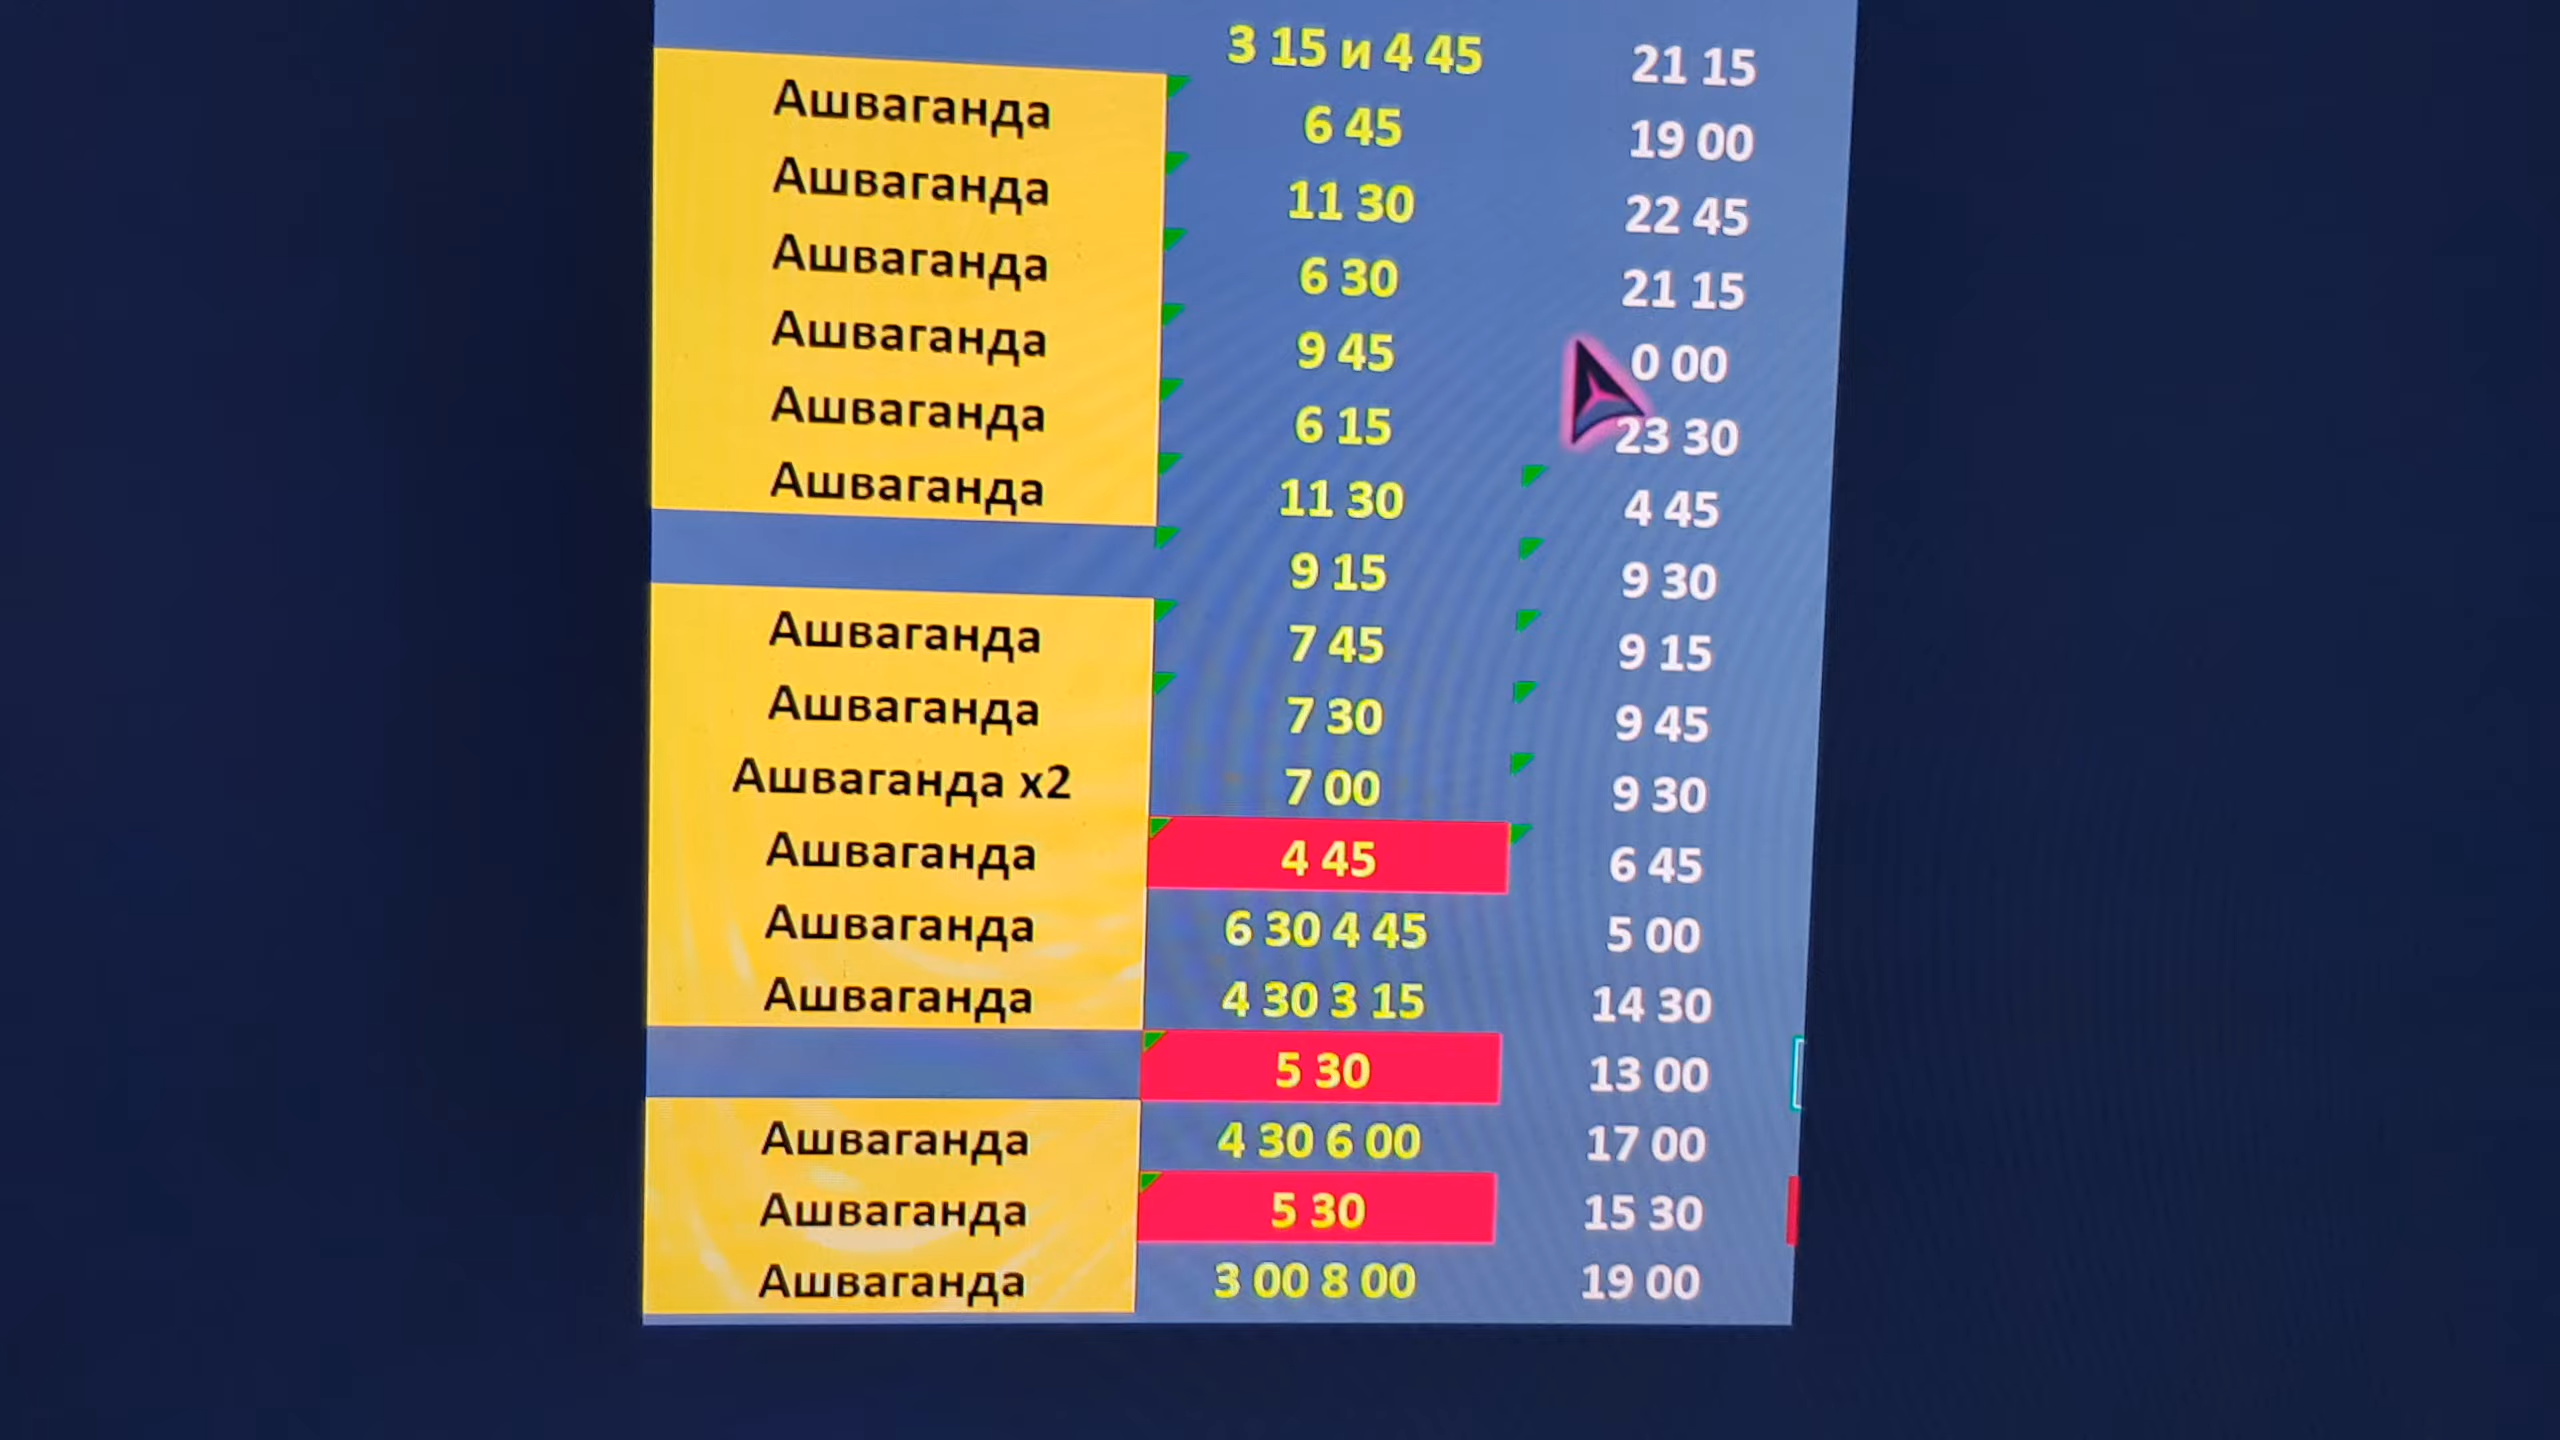 3 15 и 4 45 21 15
Ашваганда 6 45 19 00
Ашваганда 11 30 22 45
Ашваганда 6 30 21 15
Ашваганда 9 45 0 00
Ашваганда 6 15 23 30
Ашваганда 11 30 4 45
9 15 9 30
Ашваганда 7 45 9 15
Ашваганда 7 30 9 45
Ашваганда х2 7 00 9 30
Ашваганда 4 45 6 45
Ашваганда 6 30 4 45 5 00
Ашваганда 4 30 3 15 14 30
5 30 13 00
Ашваганда 4 30 6 00 17 00
Ашваганда 5 30 15 30
Ашваганда 3 00 8 00 19 00